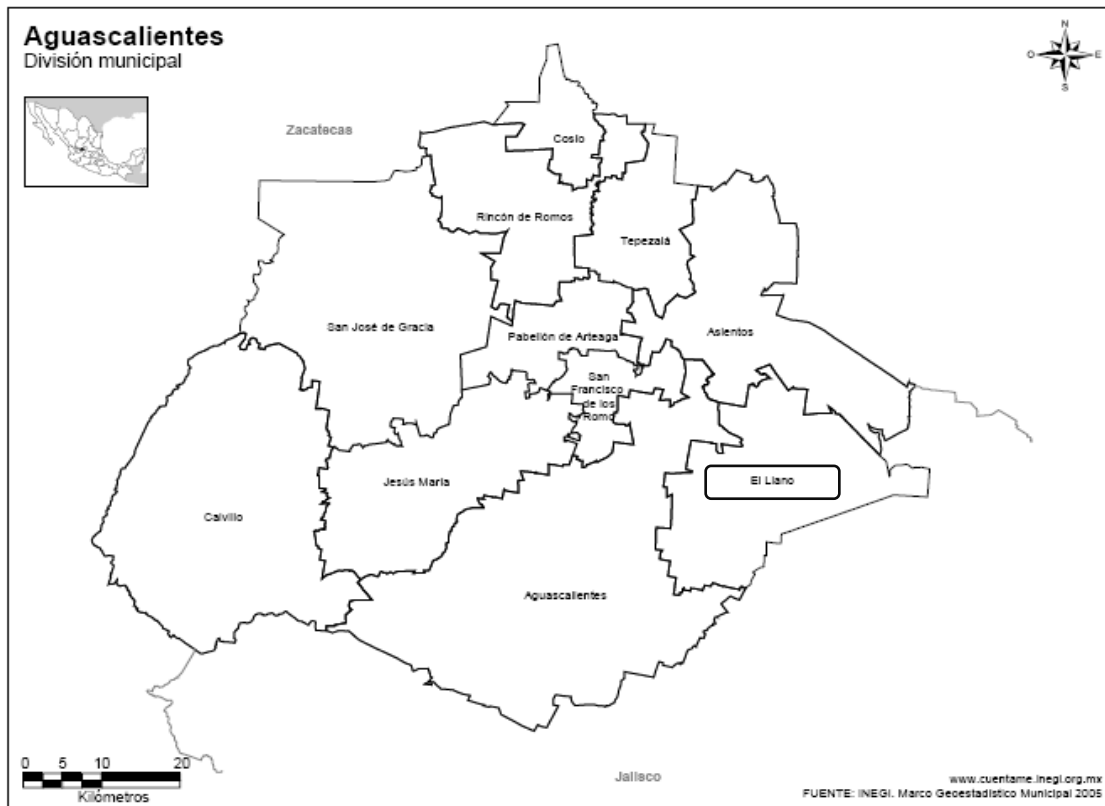 Aguascalientes
División municipal
N
O
E
S
Zacatecas
Cosío
Rincón de Romos
Tepezalá
San José de Gracia
Pabellón de Arteaga
Asientos
San
Francisco
de los
Romo
Jesús María
El Llano
Calvillo
Aguascalientes
0 5 10 20
Kilómetros
Jalisco
www.cuentame.inegi.org.mx
FUENTE: INEGI. Marco Geoestadístico Municipal 2005